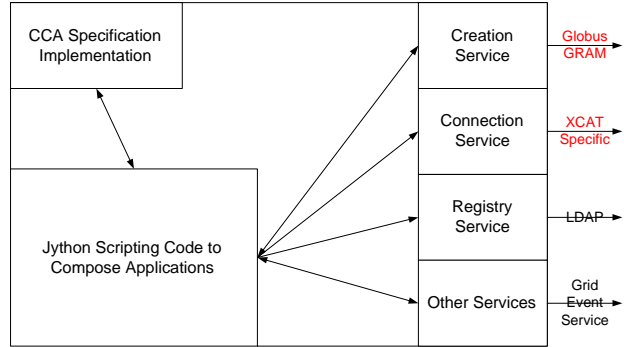 CCA Specification
Implementation
Creation
Service
Globus
GRAM
Connection
Service
XCAT
Specific
Jython Scripting Code to
Compose Applications
Registry
Service
LDAP
Other Services
Grid
Event
Service